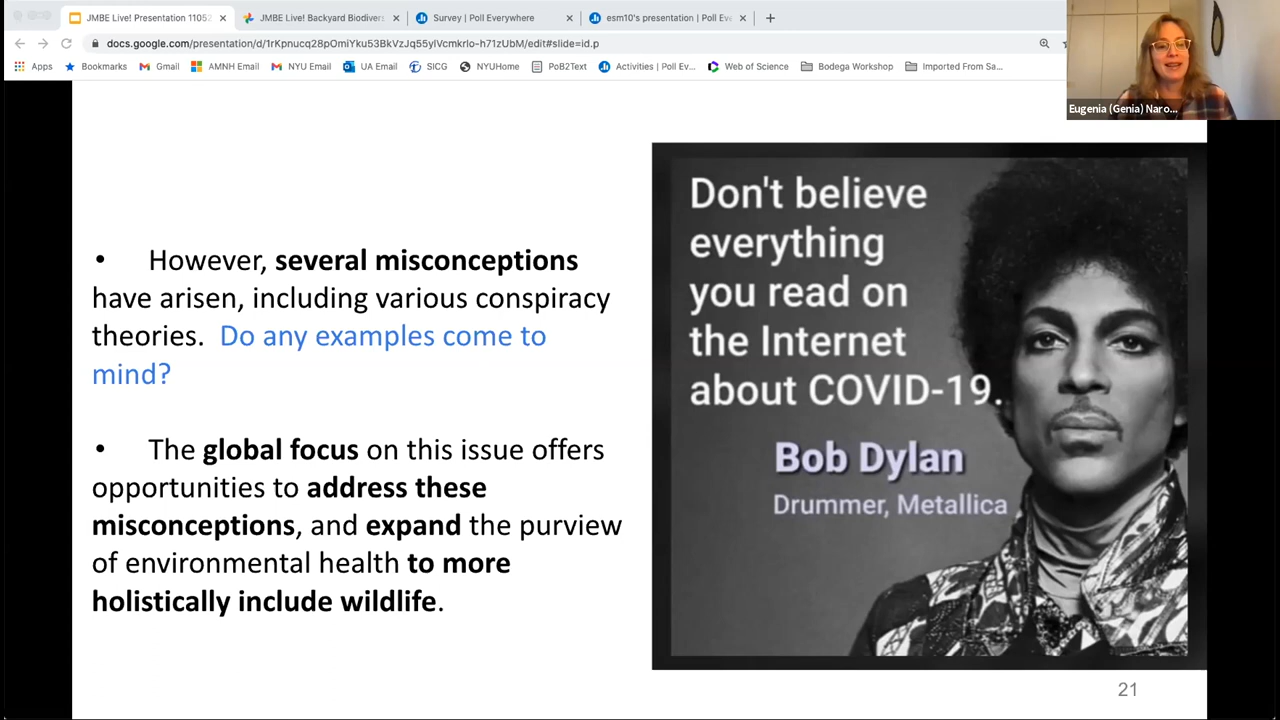 JMBE Live! Presentation 11052
JMBE Live! Backyard Biodivers
Survey | Poll Everywhere
esm10's presentation | Poll Ev
docs.google.com/presentation/d/1rKpnucq28pOmiYku53BkVzJq55ylVcmkrlo-h71zUbM/edit#slide=id.p
Apps
Bookmarks
Gmail
AMNH Email
NYU Email
UA Email
SICG
NYUHome
PoB2Text
Activities | Poll Ev...
Web of Science
Bodega Workshop
Imported From Sa...
Eugenia (Genia) Naro...
• However, several misconceptions
have arisen, including various conspiracy
theories. Do any examples come to
mind?
• The global focus on this issue offers
opportunities to address these
misconceptions, and expand the purview
of environmental health to more
holistically include wildlife.
Don't believe
everything
you read on
the Internet
about COVID-19.
Bob Dylan
Drummer, Metallica
21